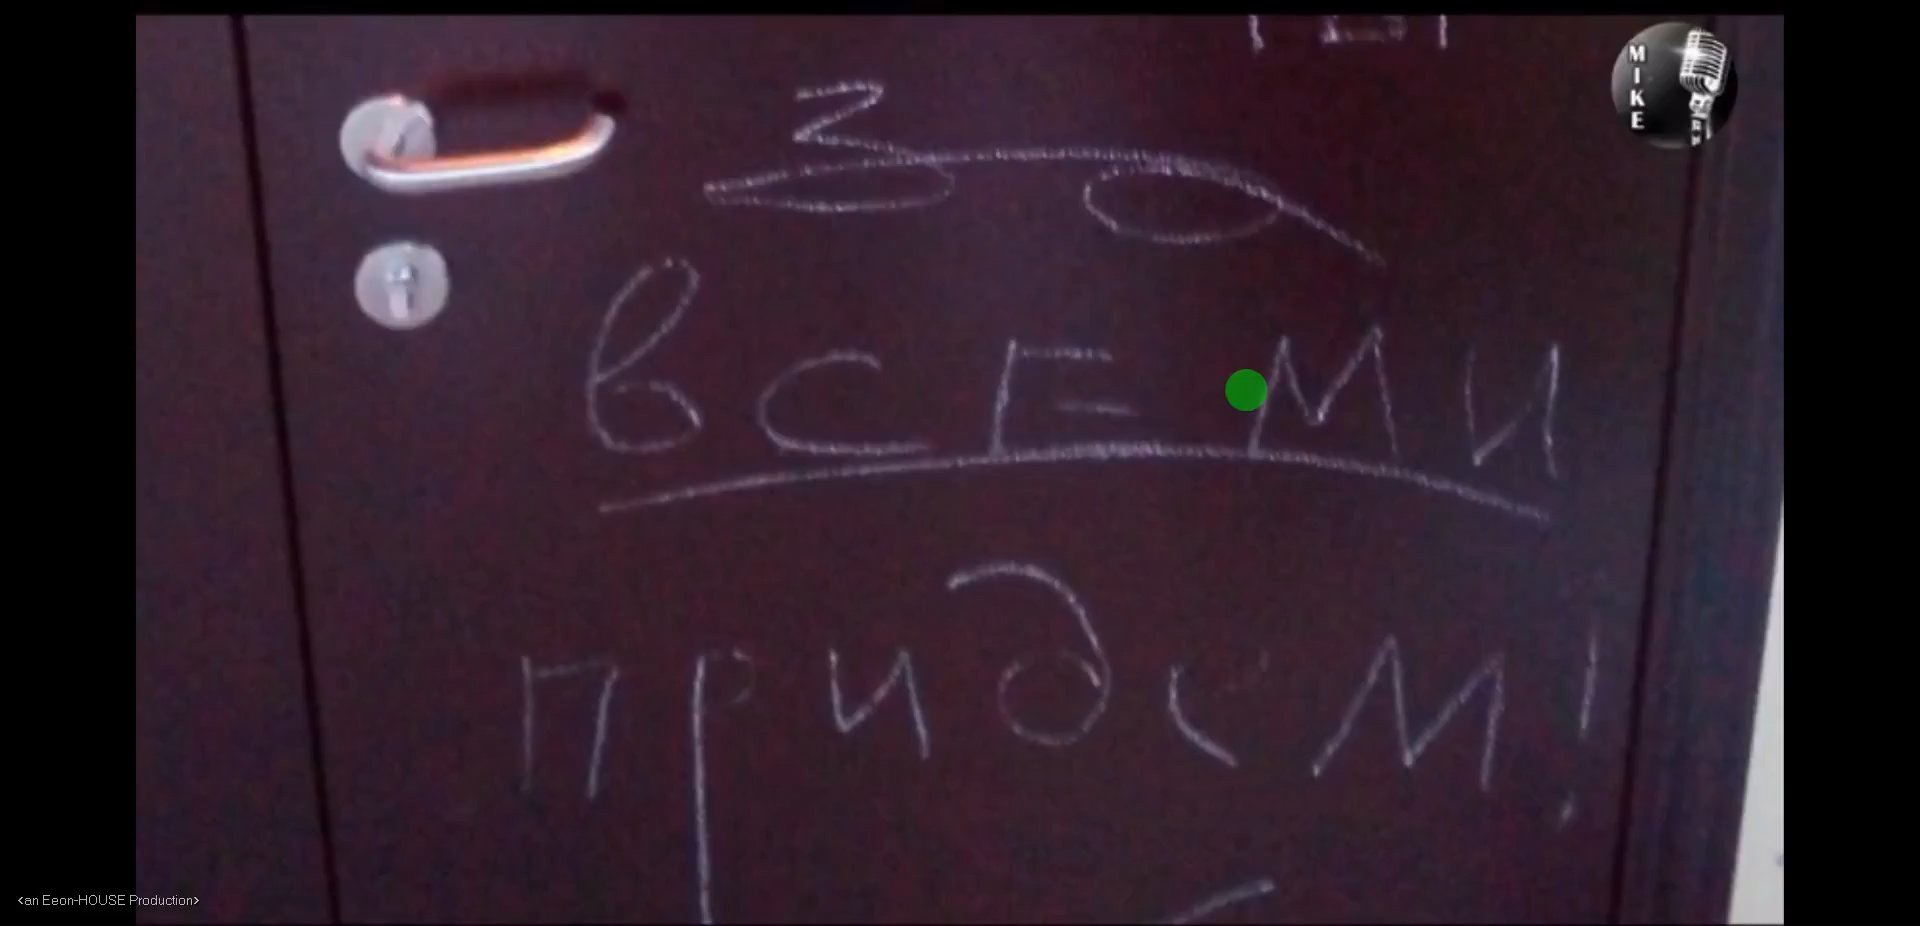 за
всеми
придем!
MIKE
<an Eeon-HOUSE Production>